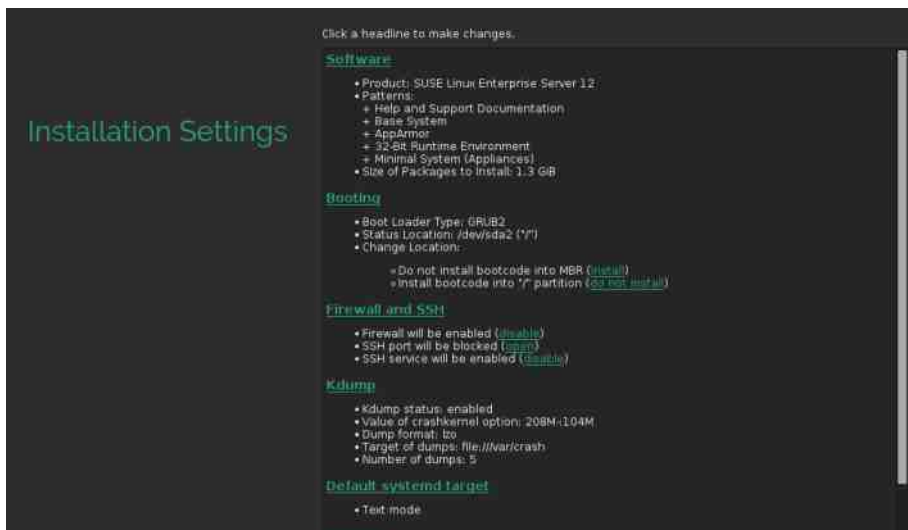 Click a headline to make changes.
Installation Settings
Software
• Product: SUSE Linux Enterprise Server 12
• Patterns:
+ Help and Support Documentation
+ Base System
+ AppArmor
+ 32-Bit Runtime Environment
+ Minimal System (Appliances)
• Size of Packages to Install: 1.3 GiB
Booting
• Boot Loader Type: GRUB2
• Status Location: /dev/sda2 ("/")
• Change Location:
Do not install bootcode into MBR (install)
Install bootcode into "/" partition (do not install)
Firewall and SSH
• Firewall will be enabled (disable)
• SSH port will be blocked (open)
• SSH service will be enabled (disable)
Kdump
• Kdump status: enabled
• Value of crashkernel option: 208M-:104M
• Dump format: lzo
• Target of dumps: file:///var/crash
• Number of dumps: 5
Default systemd target
• Text mode